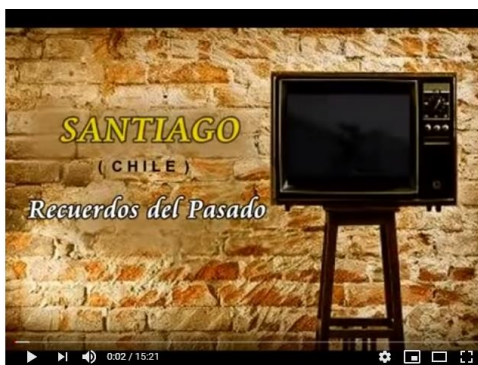 SANTIAGO
( CHILE )
Recuerdos del Pasado
0:02 / 15:21